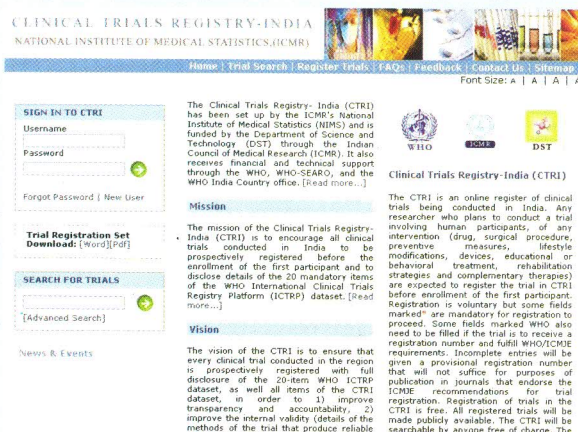 CLINICAL TRIALS REGISTRY-INDIA
NATIONAL INSTITUTE OF MEDICAL STATISTICS,(ICMR)
Home | Trial Search | Register Trials | FAQs | Feedback | Contact Us | Sitemap
Font Size: A | A | A | A
SIGN IN TO CTRI
Username
Password
Forgot Password | New User
Trial Registration Set
Download: [Word][Pdf]
SEARCH FOR TRIALS
[Advanced Search]
News & Events
The Clinical Trials Registry- India (CTRI)
has been set up by the ICMR's National
Institute of Medical Statistics (NIMS) and is
funded by the Department of Science and
Technology (DST) through the Indian
Council of Medical Research (ICMR). It also
receives financial and technical support
through the WHO, WHO-SEARO, and the
WHO India Country office. [Read more...]
Mission
The mission of the Clinical Trials Registry-
India (CTRI) is to encourage all clinical
trials conducted in India to be
prospectively registered before the
enrollment of the first participant and to
disclose details of the 20 mandatory items
of the WHO International Clinical Trials
Registry Platform (ICTRP) dataset. [Read
more...]
Vision
The vision of the CTRI is to ensure that
every clinical trial conducted in the region
is prospectively registered with full
disclosure of the 20-item WHO ICTRP
dataset, as well all items of the CTRI
dataset, in order to 1) improve
transparency and accountability, 2)
improve the internal validity (details of the
methods of the trial that produce reliable
WHO
ICMR
DST
Clinical Trials Registry-India (CTRI)
The CTRI is an online register of clinical
trials being conducted in India. Any
researcher who plans to conduct a trial
involving human participants, of any
intervention (drug, surgical procedure,
preventive measures, lifestyle
modifications, devices, educational or
behavioral treatment, rehabilitation
strategies and complementary therapies)
are expected to register the trial in CTRI
before enrollment of the first participant.
Registration is voluntary but some fields
marked* are mandatory for registration to
proceed. Some fields marked WHO also
need to be filled if the trial is to receive a
registration number and fulfill WHO/ICMJE
requirements. Incomplete entries will be
given a provisional registration number
that will not suffice for purposes of
publication in journals that endorse the
ICMJE recommendations for trial
registration. Registration of trials in the
CTRI is free. All registered trials will be
made publicly available. The CTRI will be
searchable by anyone free of charge. The